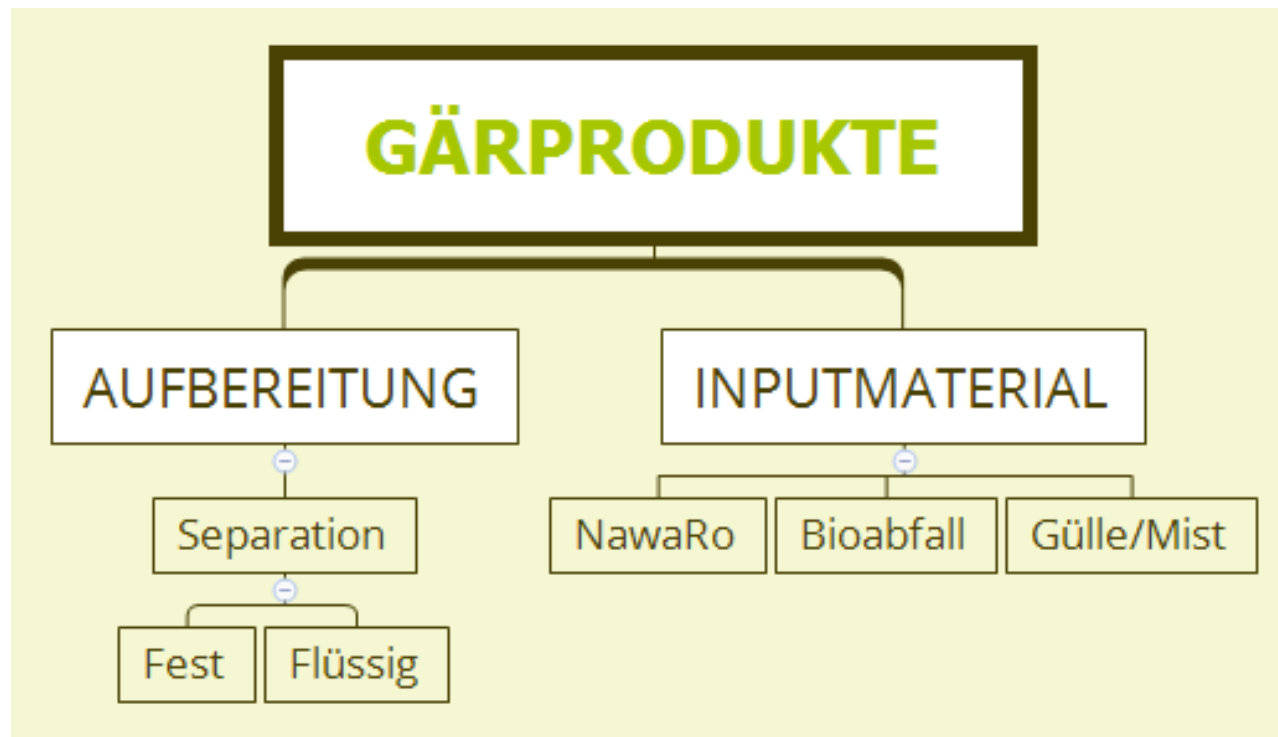 GÄRPRODUKTE
AUFBEREITUNG
INPUTMATERIAL
Separation
NawaRo
Bioabfall
Gülle/Mist
Fest
Flüssig